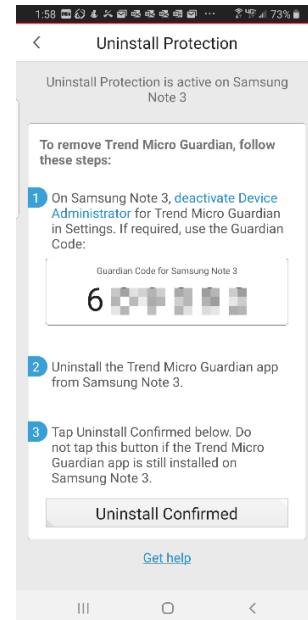 1:58
73%
Uninstall Protection
Uninstall Protection is active on Samsung
Note 3
To remove Trend Micro Guardian, follow
these steps:
1 On Samsung Note 3, deactivate Device
Administrator for Trend Micro Guardian
in Settings. If required, use the Guardian
Code:
Guardian Code for Samsung Note 3
6
2 Uninstall the Trend Micro Guardian app
from Samsung Note 3.
3 Tap Uninstall Confirmed below. Do
not tap this button if the Trend Micro
Guardian app is still installed on
Samsung Note 3.
Uninstall Confirmed
Get help